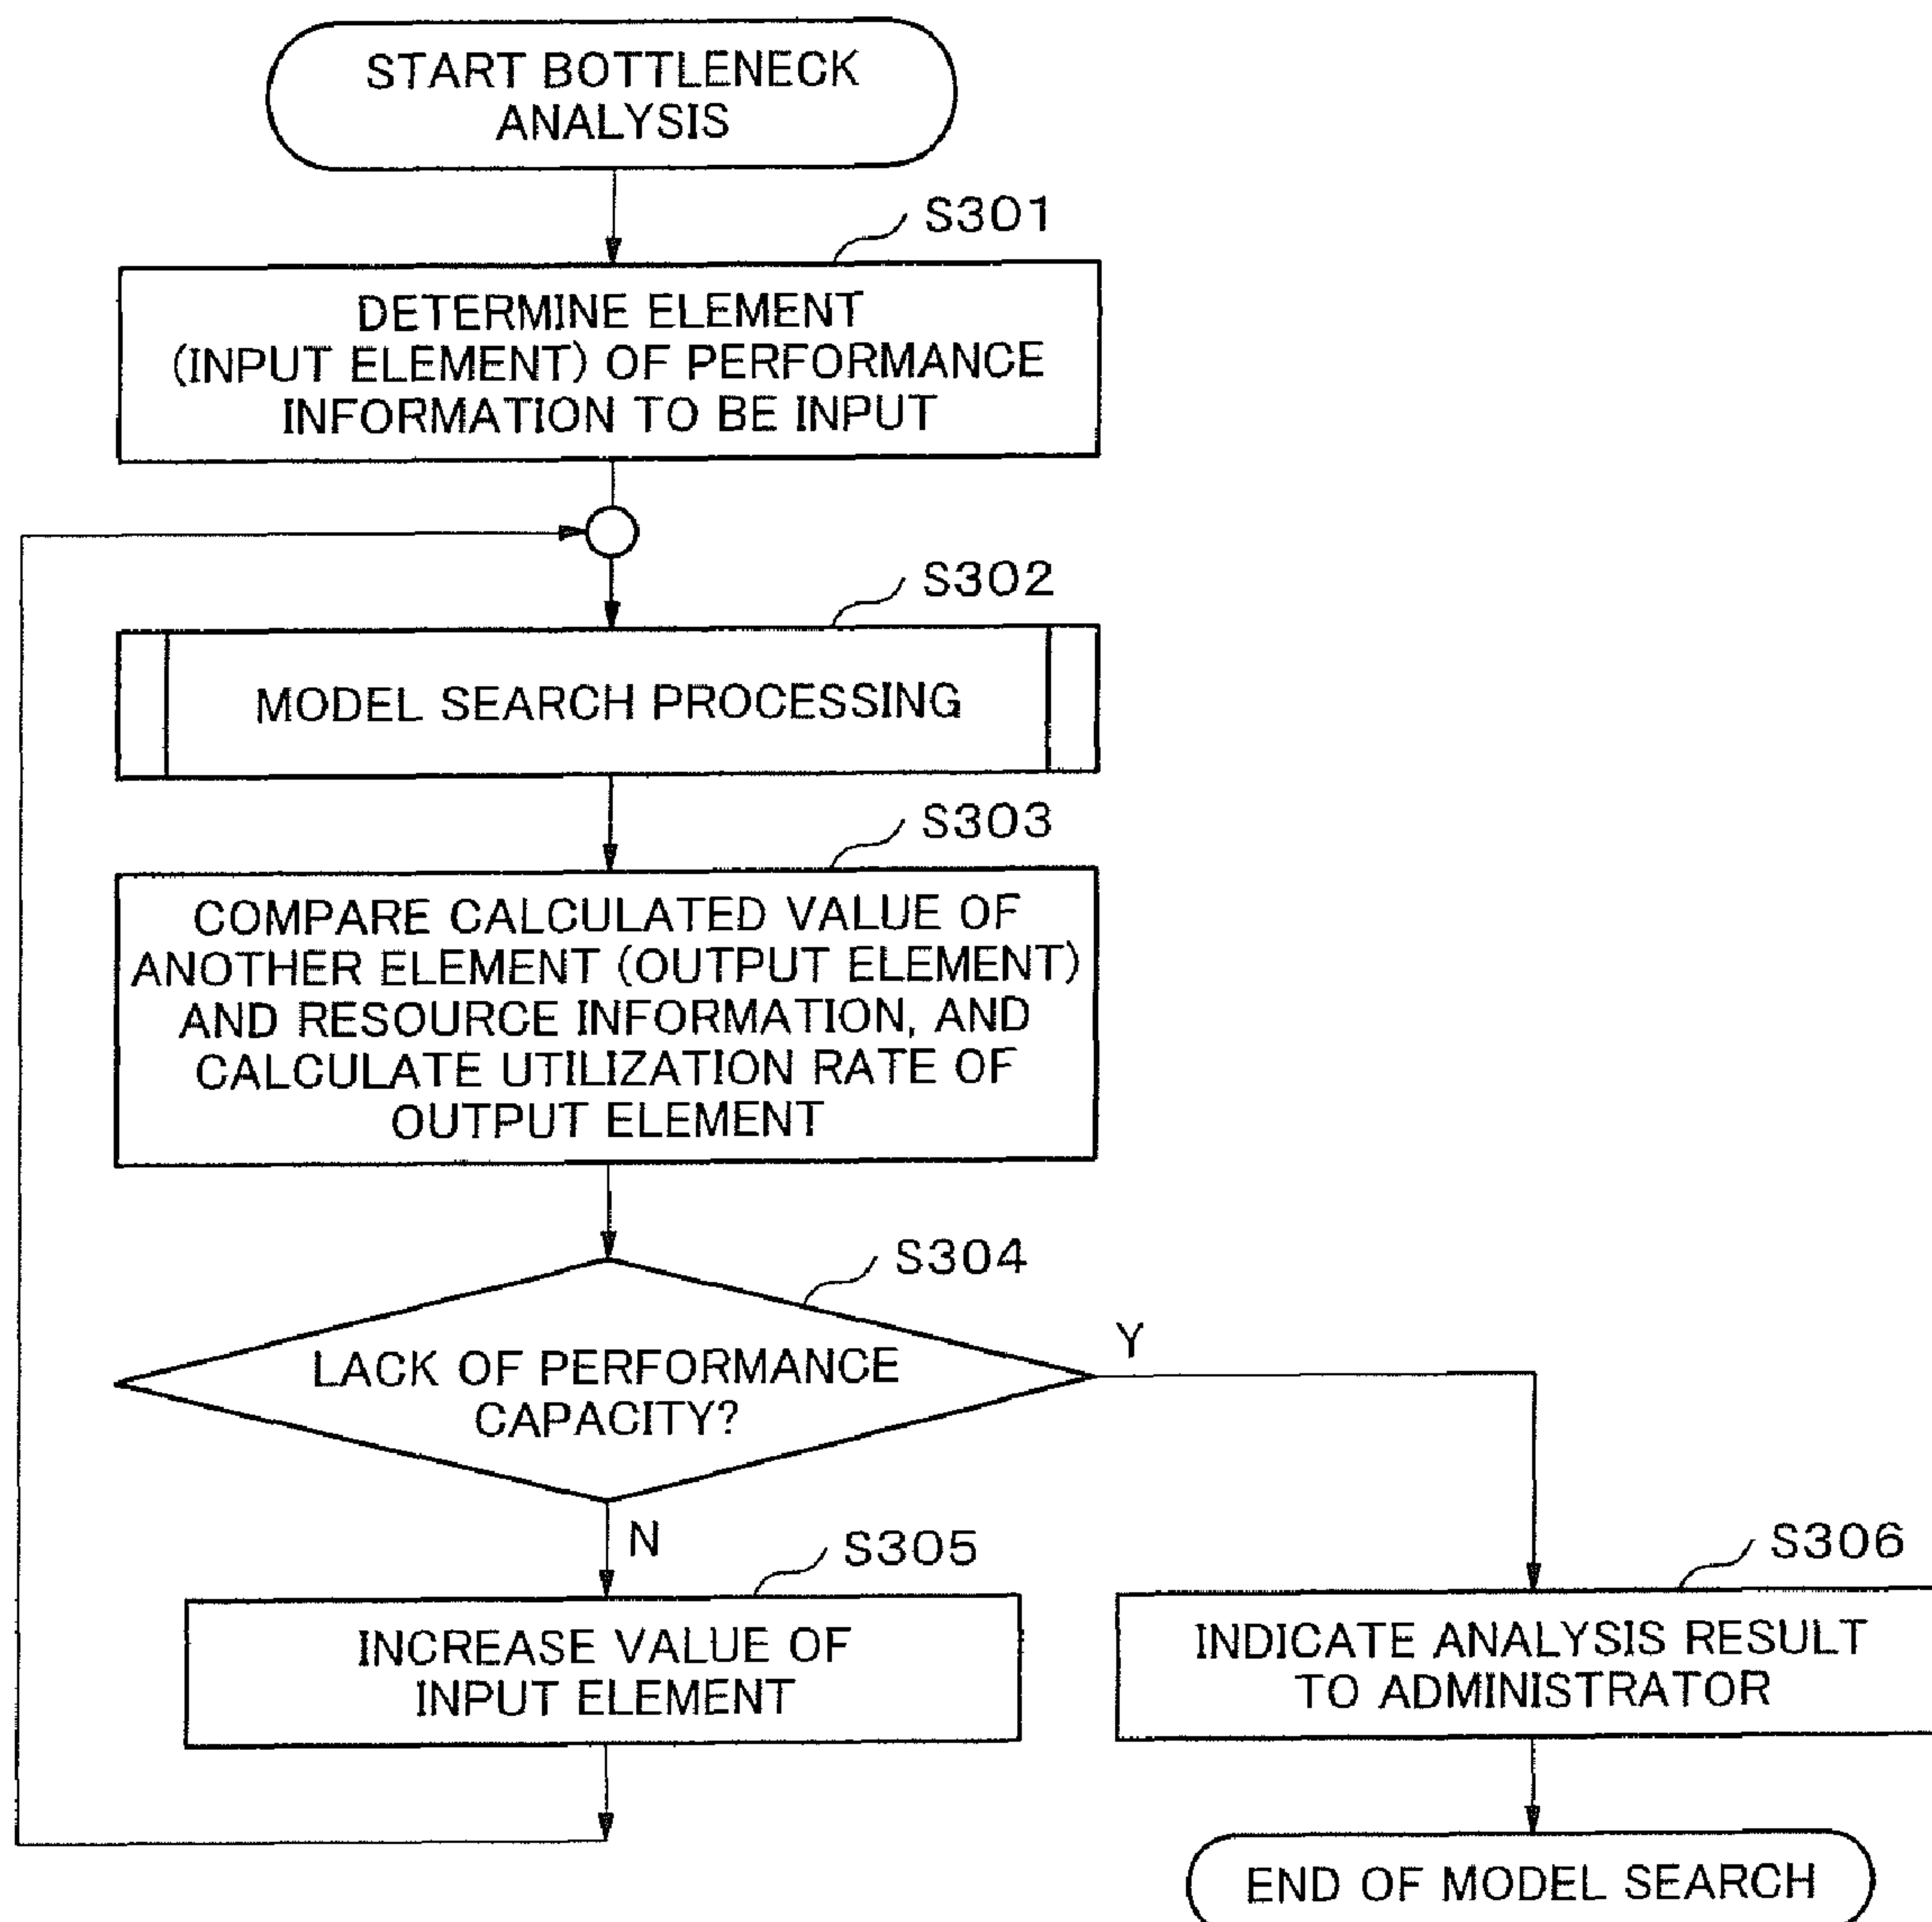 START BOTTLENECK
ANALYSIS
S301
DETERMINE ELEMENT
(INPUT ELEMENT) OF PERFORMANCE
INFORMATION TO BE INPUT
S302
MODEL SEARCH PROCESSING
S303
COMPARE CALCULATED VALUE OF
ANOTHER ELEMENT (OUTPUT ELEMENT)
AND RESOURCE INFORMATION, AND
CALCULATE UTILIZATION RATE OF
OUTPUT ELEMENT
S304
LACK OF PERFORMANCE
CAPACITY?
Y
N
S305
INCREASE VALUE OF
INPUT ELEMENT
S306
INDICATE ANALYSIS RESULT
TO ADMINISTRATOR
END OF MODEL SEARCH